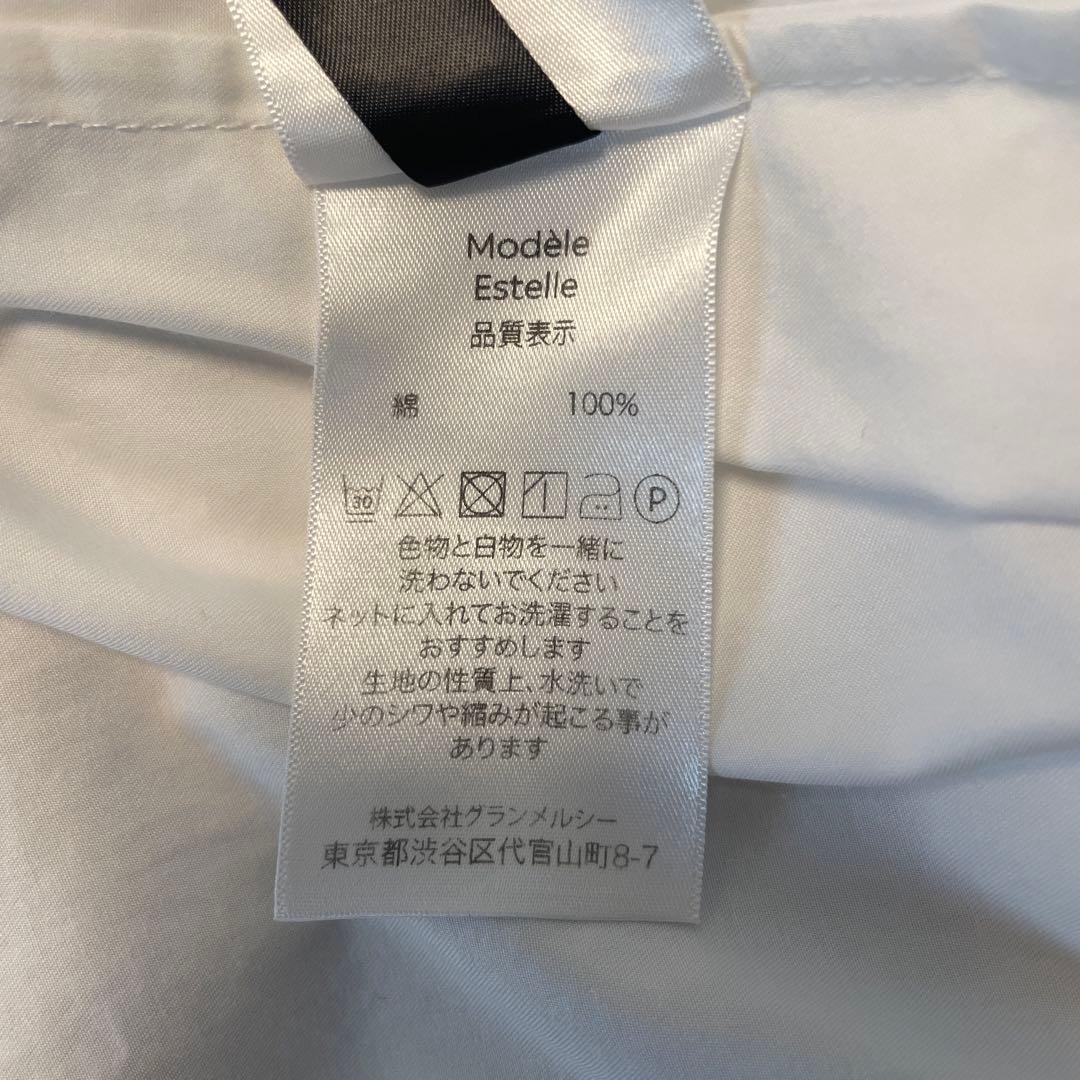 Modèle
Estelle
品質表示
綿 100%
30 P
色物と白物を一緒に
洗わないでください
ネットに入れてお洗濯することを
おすすめします
生地の性質上、水洗いで
少のシワや縮みが起こる事が
あります
株式会社グランメルシー
東京都渋谷区代官山町8-7